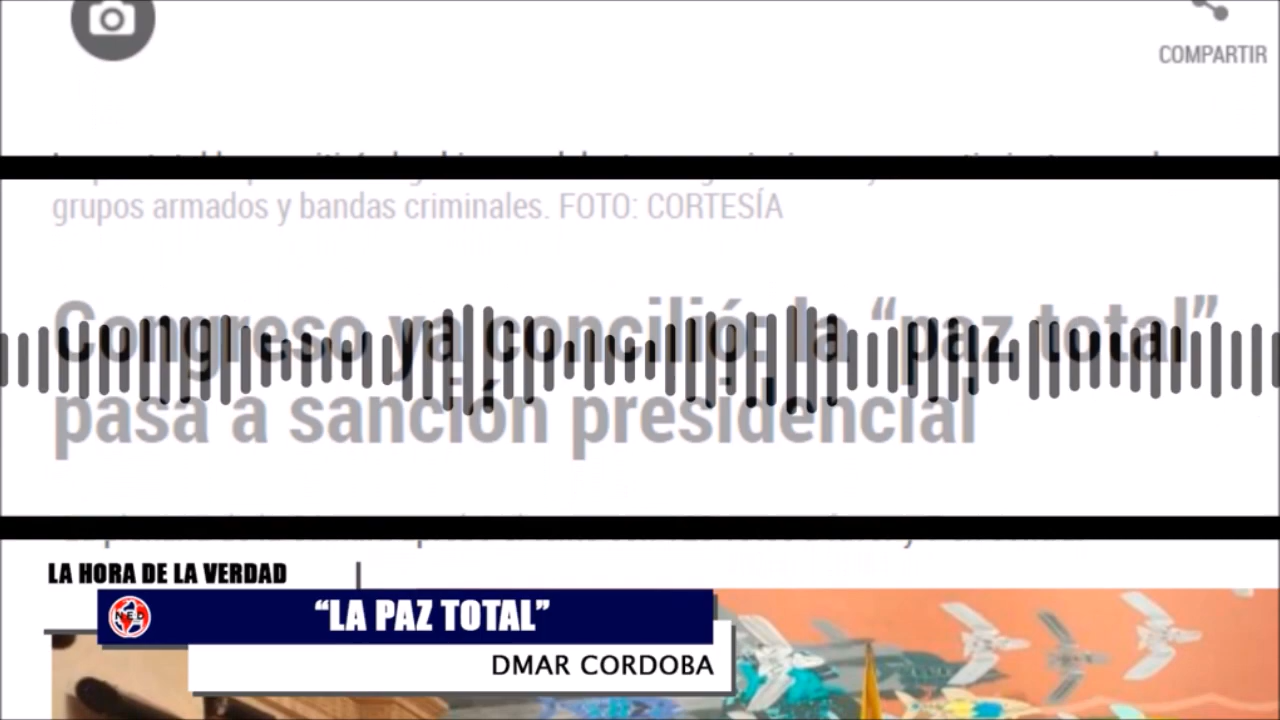 COMPARTIR
grupos armados y bandas criminales. FOTO: CORTESÍA
Congreso ya concilió: la “paz total”
pasa a sanción presidencial
LA HORA DE LA VERDAD
“LA PAZ TOTAL”
DMAR CORDOBA